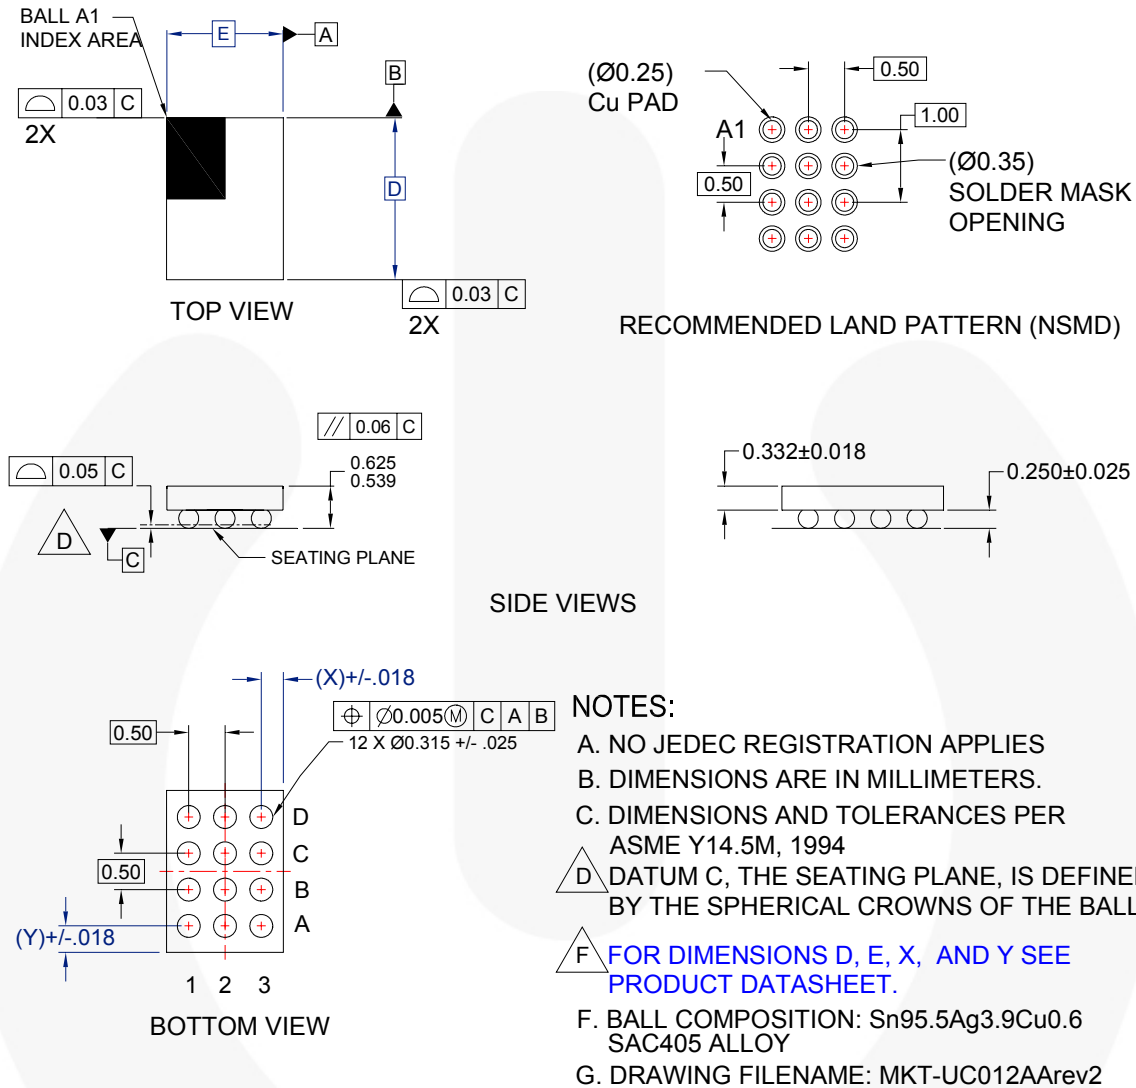 BALL A1
INDEX AREA
E
A
B
0.03 C
2X
D
0.03 C
2X
TOP VIEW
(Ø0.25)
Cu PAD
0.50
1.00
A1
0.50
(Ø0.35)
SOLDER MASK
OPENING
RECOMMENDED LAND PATTERN (NSMD)
// 0.06 C
0.05 C
0.625
0.539
D
C
SEATING PLANE
0.332±0.018
0.250±0.025
SIDE VIEWS
(X)+/-.018
0.50
⌖ Ø0.005Ⓜ C A B
12 X Ø0.315 +/- .025
D
C
0.50
B
A
(Y)+/-.018
1 2 3
BOTTOM VIEW
NOTES:
A. NO JEDEC REGISTRATION APPLIES
B. DIMENSIONS ARE IN MILLIMETERS.
C. DIMENSIONS AND TOLERANCES PER
ASME Y14.5M, 1994
D DATUM C, THE SEATING PLANE, IS DEFINE
BY THE SPHERICAL CROWNS OF THE BALL
F FOR DIMENSIONS D, E, X, AND Y SEE
PRODUCT DATASHEET.
F. BALL COMPOSITION: Sn95.5Ag3.9Cu0.6
SAC405 ALLOY
G. DRAWING FILENAME: MKT-UC012AArev2